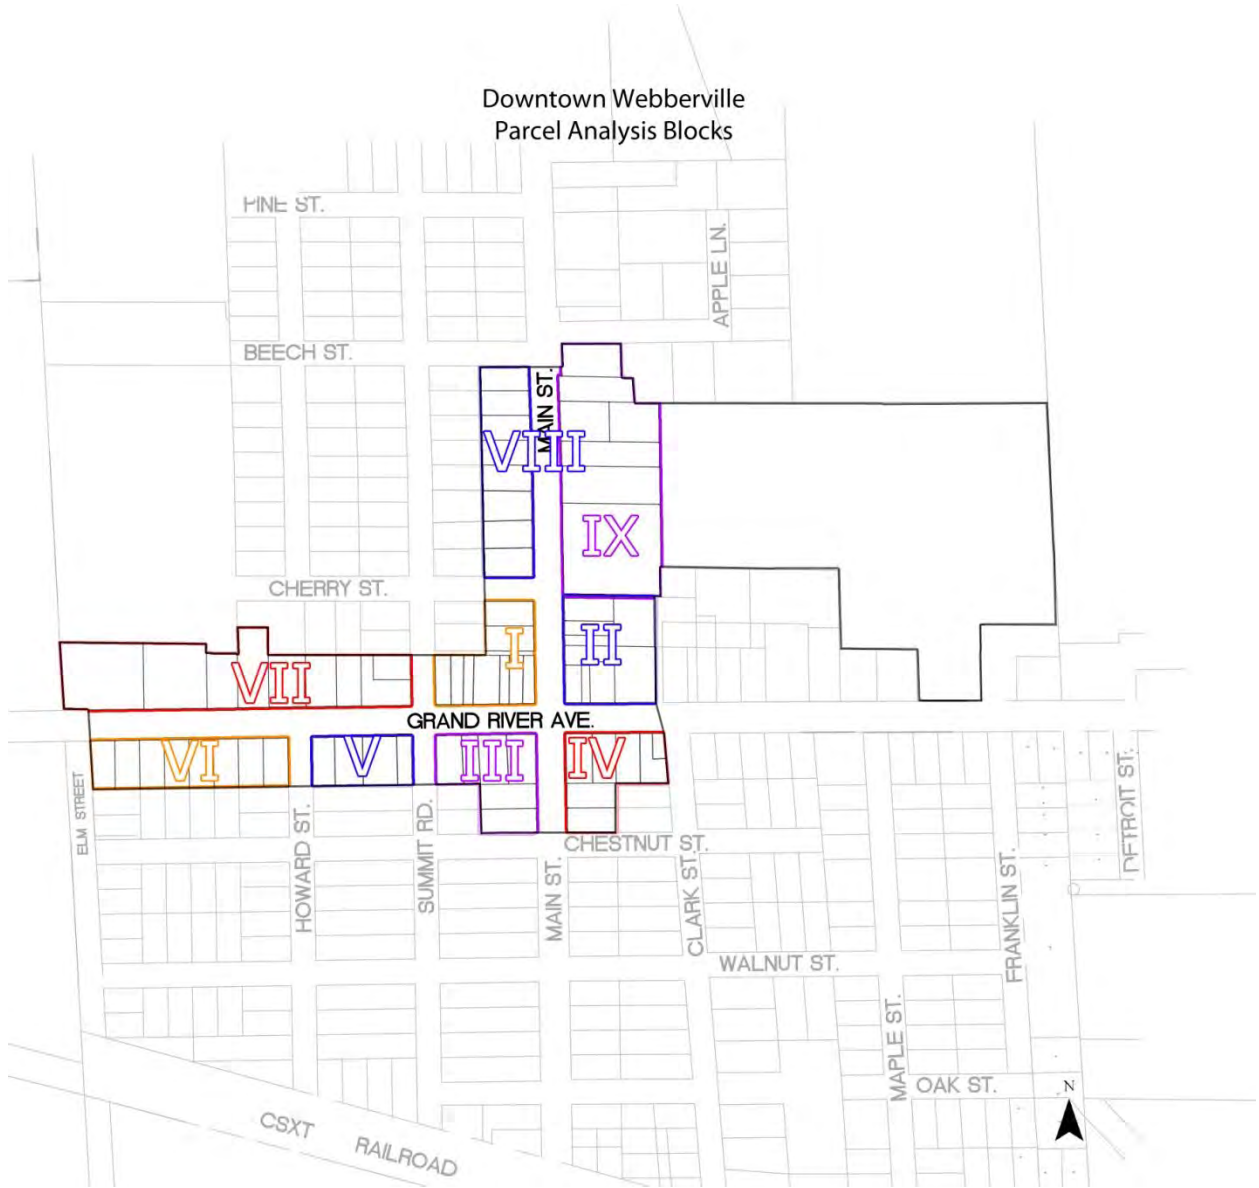 Downtown Webberville
Parcel Analysis Blocks
PINE ST.
APPLE LN.
BEECH ST.
MAIN ST.
VIII
IX
CHERRY ST.
I
II
VII
GRAND RIVER AVE.
VI
V
III
IV
ELM STREET
HOWARD ST.
SUMMIT RD.
MAIN ST.
CHESTNUT ST.
CLARK ST.
DETROIT ST.
FRANKLIN ST.
WALNUT ST.
MAPLE ST.
OAK ST.
N
CSXT RAILROAD